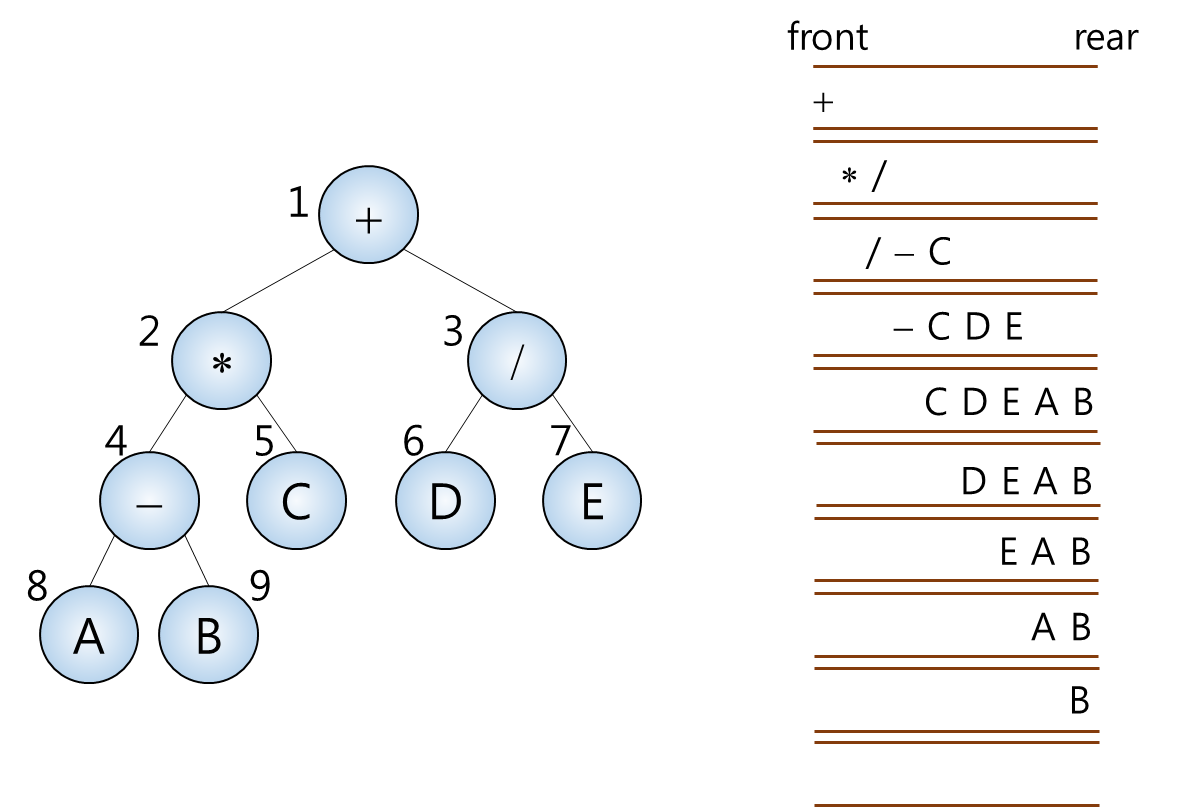 1
+
2
*
3
/
4
−
5
C
6
D
7
E
8
A
9
B
front rear
+
* /
/ − C
− C D E
C D E A B
D E A B
E A B
A B
B